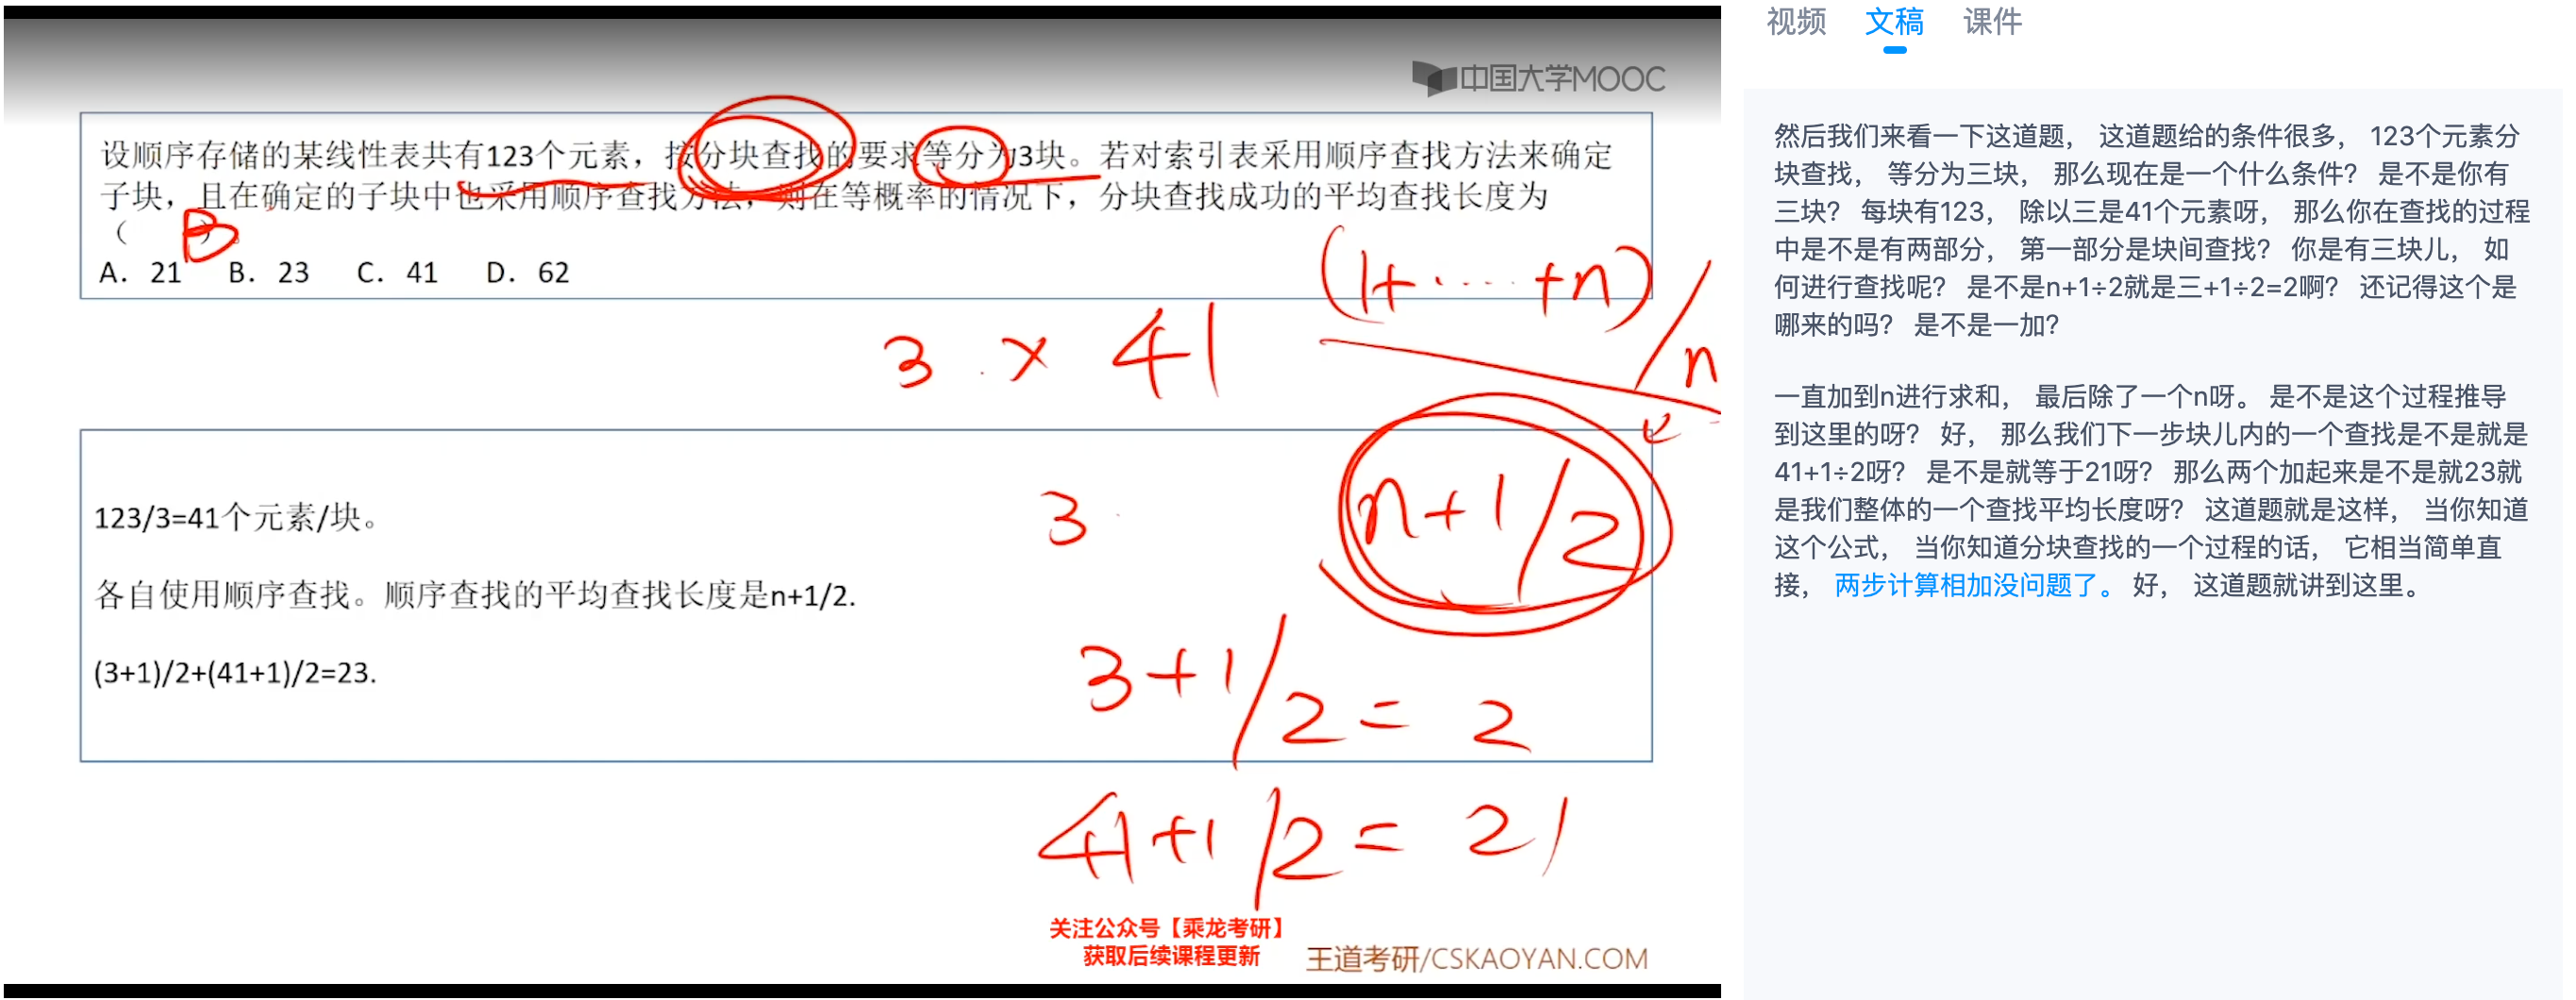 视频 文稿 课件
中国大学MOOC
设顺序存储的某线性表共有123个元素，按分块查找的要求等分为3块。若对索引表采用顺序查找方法来确定
子块，且在确定的子块中也采用顺序查找方法，则在等概率的情况下，分块查找成功的平均查找长度为
（ B ）。
A. 21 B. 23 C. 41 D. 62
(1+·····+n)/n
3 × 41
123/3=41个元素/块。
3
n+1/2
各自使用顺序查找。顺序查找的平均查找长度是n+1/2.
(3+1)/2+(41+1)/2=23.
3+1/2=2
41+1/2=21
关注公众号【乘龙考研】
获取后续课程更新
王道考研/CSKAOYAN.COM
然后我们来看一下这道题， 这道题给的条件很多， 123个元素分
块查找， 等分为三块， 那么现在是一个什么条件？ 是不是你有
三块？ 每块有123， 除以三是41个元素呀， 那么你在查找的过程
中是不是有两部分， 第一部分是块间查找？ 你是有三块儿， 如
何进行查找呢？ 是不是n+1÷2就是三+1÷2=2啊？ 还记得这个是
哪来的吗？ 是不是一加？
一直加到n进行求和， 最后除了一个n呀。 是不是这个过程推导
到这里的呀？ 好， 那么我们下一步块儿内的一个查找是不是就是
41+1÷2呀？ 是不是就等于21呀？ 那么两个加起来是不是就23就
是我们整体的一个查找平均长度呀？ 这道题就是这样， 当你知道
这个公式， 当你知道分块查找的一个过程的话， 它相当简单直
接， 两步计算相加没问题了。 好， 这道题就讲到这里。